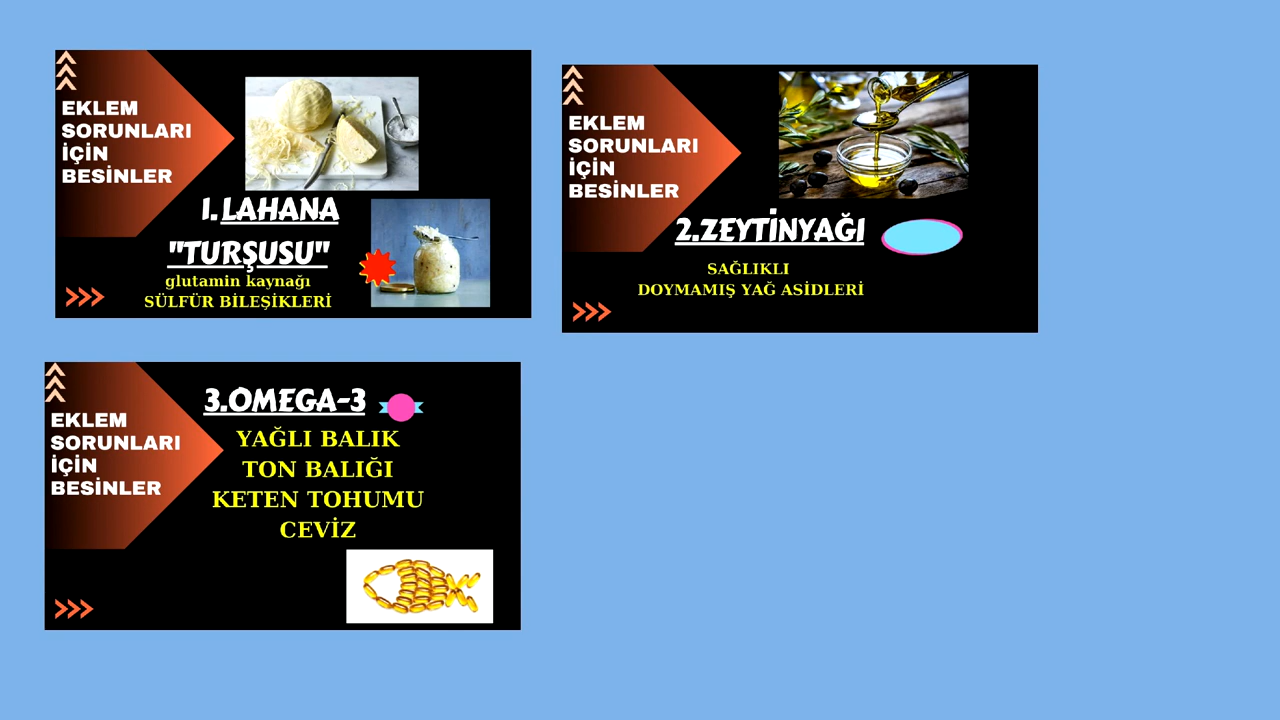 EKLEM
SORUNLARI
İÇİN
BESİNLER
1.LAHANA
"TURŞUSU"
glutamin kaynağı
SÜLFÜR BİLEŞİKLERİ
EKLEM
SORUNLARI
İÇİN
BESİNLER
2.ZEYTİNYAĞI
SAĞLIKLI
DOYMAMIŞ YAĞ ASİDLERİ
EKLEM
SORUNLARI
İÇİN
BESİNLER
3.OMEGA-3
YAĞLI BALIK
TON BALIĞI
KETEN TOHUMU
CEVİZ